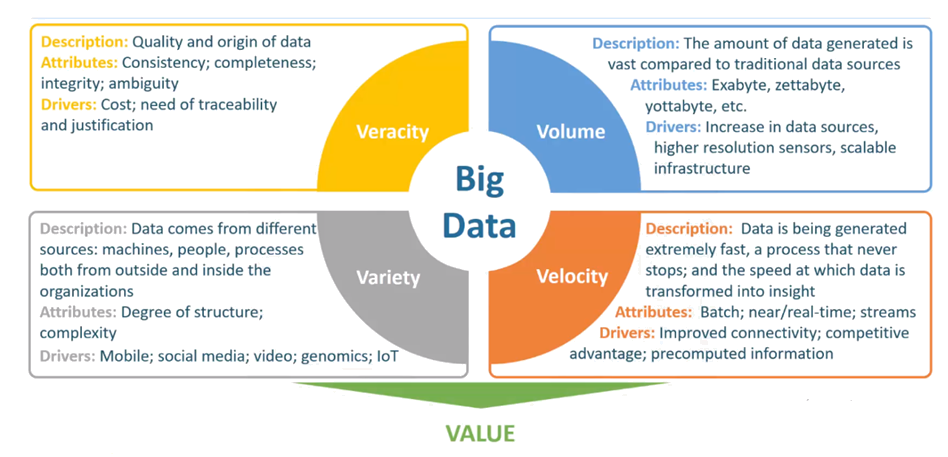 Description: Quality and origin of data
Attributes: Consistency; completeness;
integrity; ambiguity
Drivers: Cost; need of traceability
and justification
Veracity
Description: The amount of data generated is
vast compared to traditional data sources
Attributes: Exabyte, zettabyte,
yottabyte, etc.
Drivers: Increase in data sources,
higher resolution sensors, scalable
infrastructure
Volume
Big
Data
Description: Data comes from different
sources: machines, people, processes
both from outside and inside the
organizations
Attributes: Degree of structure;
complexity
Drivers: Mobile; social media; video; genomics; IoT
Variety
Description: Data is being generated
extremely fast, a process that never
stops; and the speed at which data is
transformed into insight
Attributes: Batch; near/real-time; streams
Drivers: Improved connectivity; competitive
advantage; precomputed information
Velocity
VALUE